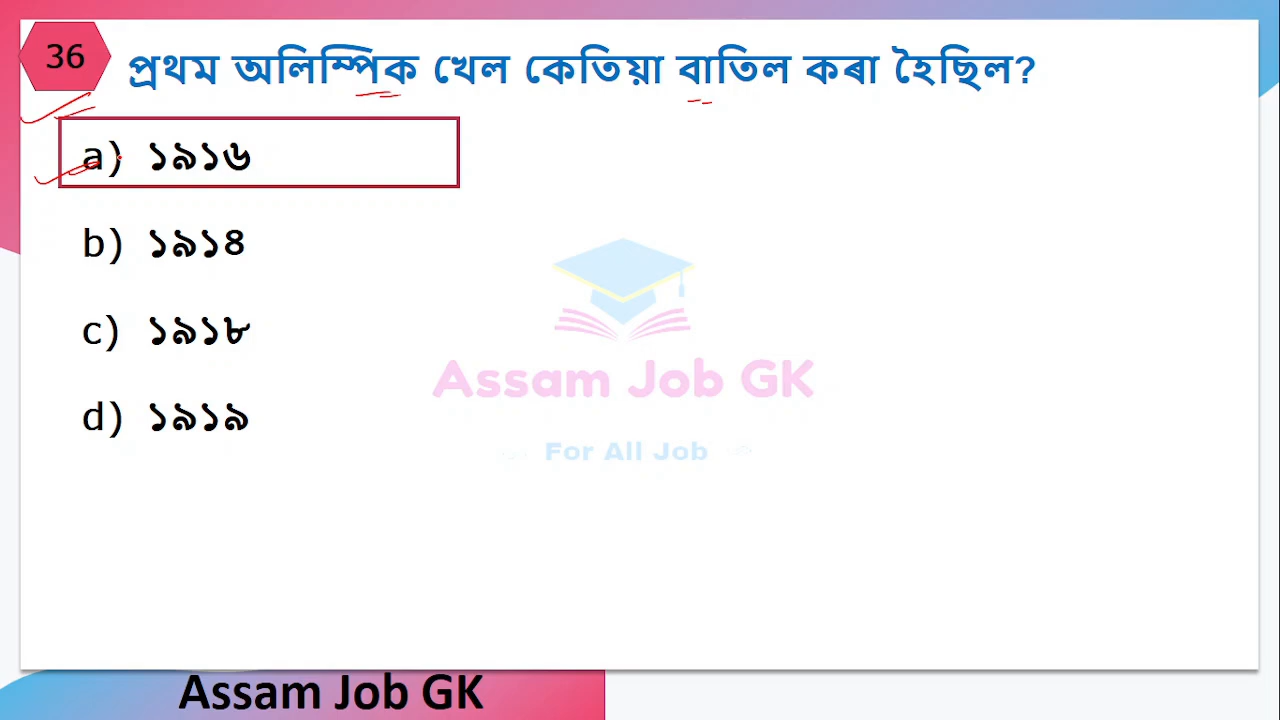 36
প্ৰথম অলিম্পিক খেল কেতিয়া বাতিল কৰা হৈছিল?
a) ১৯১৬
b) ১৯১৪
c) ১৯১৮
d) ১৯১৯
Assam Job GK
For All Job
Assam Job GK